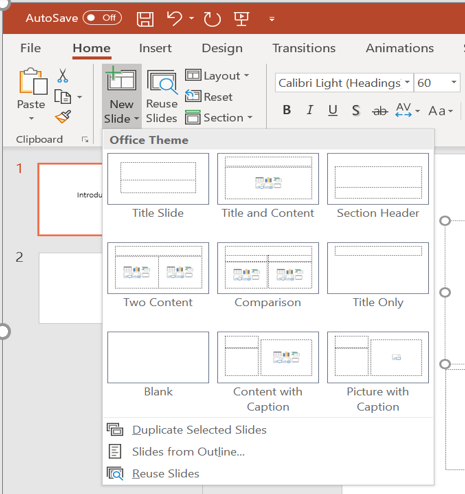 AutoSave Off
File Home Insert Design Transitions Animations
Paste
Clipboard
New
Slide
Reuse
Slides
Layout
Reset
Section
Calibri Light (Headings 60
B I U S ab AV Aa
Office Theme
Title Slide Title and Content Section Header
Two Content Comparison Title Only
Blank Content with
Caption Picture with
Caption
Duplicate Selected Slides
Slides from Outline...
Reuse Slides
1
Introdu
2